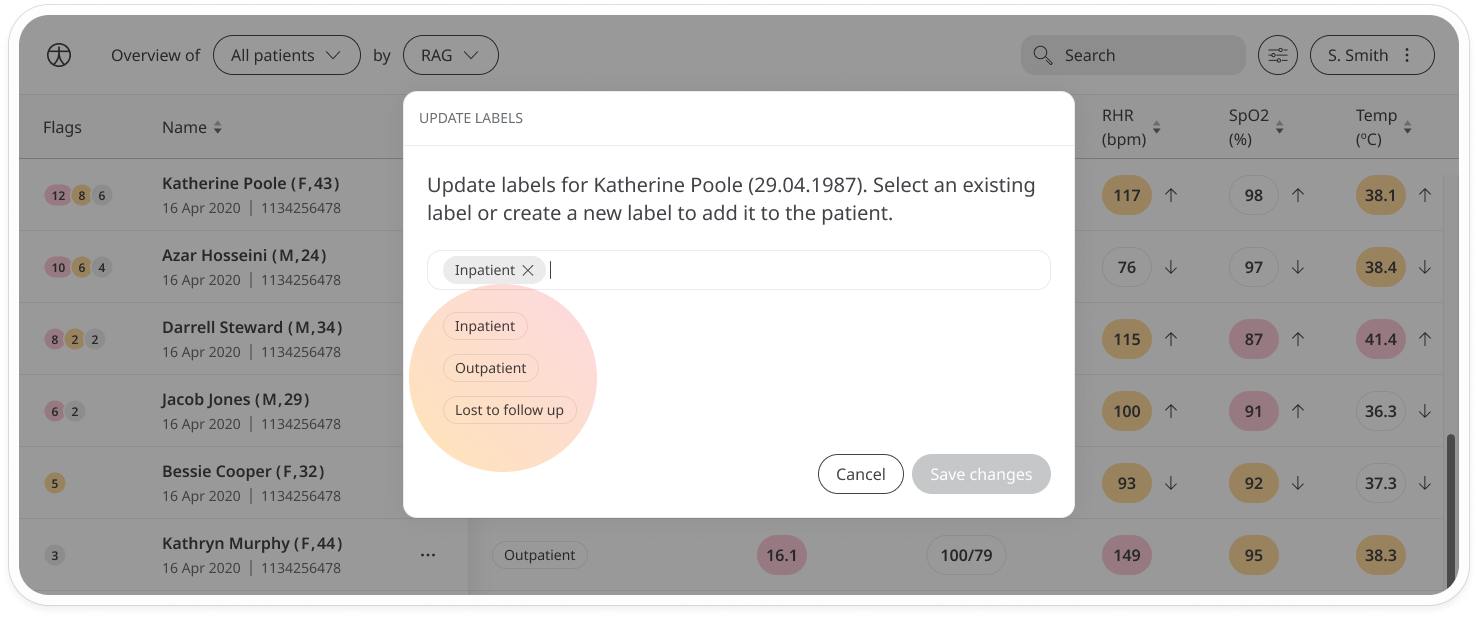 Overview of All patients by RAG Search S. Smith
Flags Name RHR (bpm) SpO2 (%) Temp (ºC)
UPDATE LABELS
Update labels for Katherine Poole (29.04.1987). Select an existing
label or create a new label to add it to the patient.
Inpatient
Inpatient
Outpatient
Lost to follow up
Cancel Save changes
12 8 6 Katherine Poole (F,43) 117 98 38.1
16 Apr 2020 | 1134256478
10 6 4 Azar Hosseini (M,24) 76 97 38.4
16 Apr 2020 | 1134256478
8 2 2 Darrell Steward (M,34) 115 87 41.4
16 Apr 2020 | 1134256478
6 2 Jacob Jones (M,29) 100 91 36.3
16 Apr 2020 | 1134256478
5 Bessie Cooper (F,32) 93 92 37.3
16 Apr 2020 | 1134256478
3 Kathryn Murphy (F,44) ... Outpatient 16.1 100/79 149 95 38.3
16 Apr 2020 | 1134256478